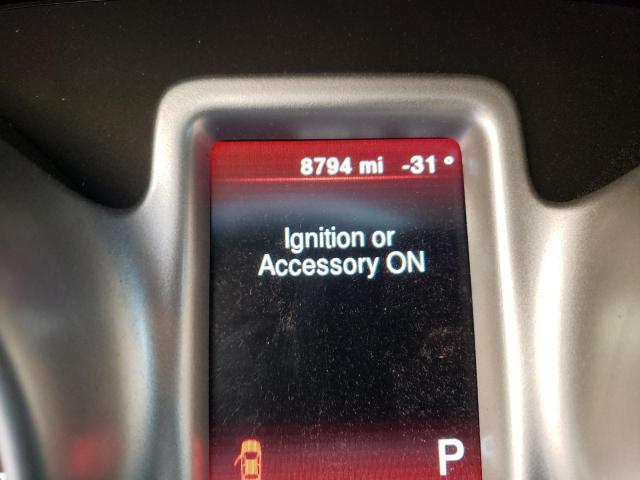 8794 mi -31°
Ignition or
Accessory ON
P